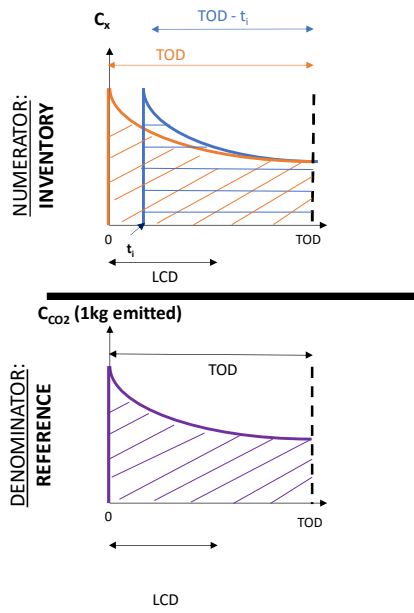 Cx
TOD - ti
TOD
NUMERATOR:
INVENTORY
0
ti
TOD
LCD
CCO2 (1kg emitted)
TOD
DENOMINATOR:
REFERENCE
0
TOD
LCD